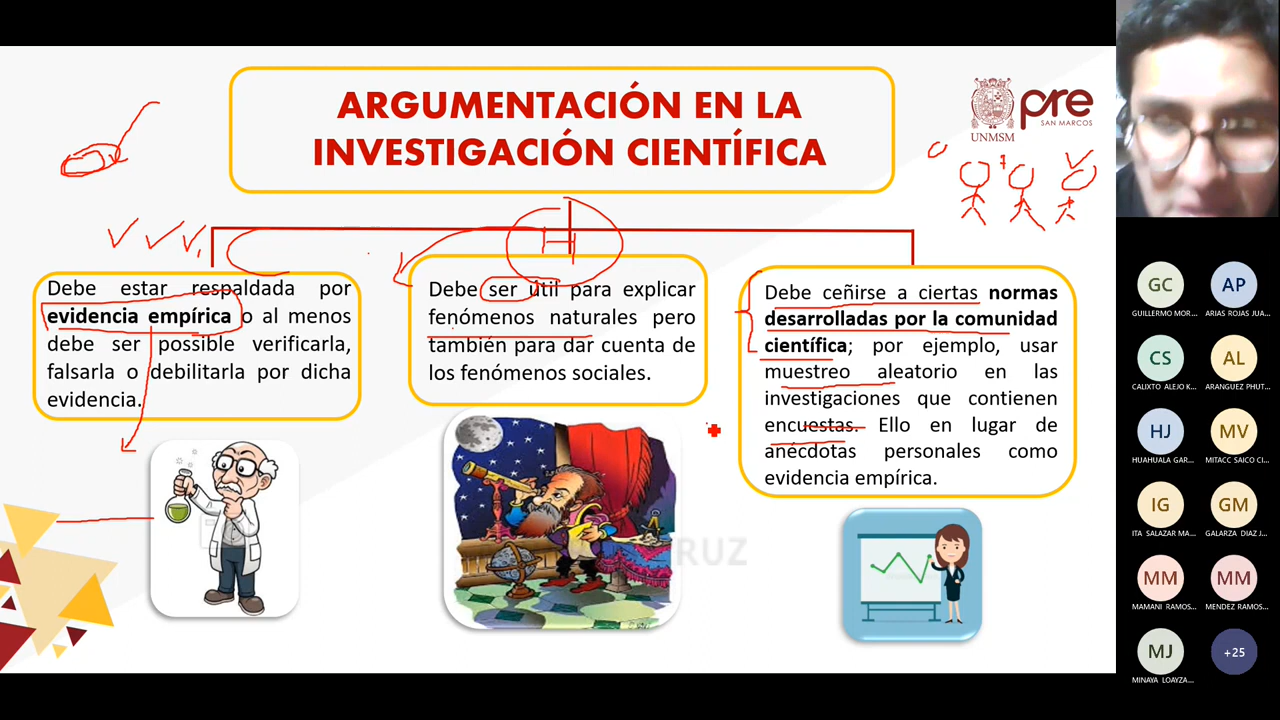 ARGUMENTACIÓN EN LA
INVESTIGACIÓN CIENTÍFICA
UNMSM
pre
SAN MARCOS
Debe estar respaldada por
evidencia empírica o al menos
debe ser posible verificarla,
falsarla o debilitarla por dicha
evidencia.
Debe ser útil para explicar
fenómenos naturales pero
también para dar cuenta de
los fenómenos sociales.
Debe ceñirse a ciertas normas
desarrolladas por la comunidad
científica; por ejemplo, usar
muestreo aleatorio en las
investigaciones que contienen
encuestas. Ello en lugar de
anécdotas personales como
evidencia empírica.
RUZ
GC
AP
GUILLERMO MOR...
ARIAS ROJAS JUA...
CS
AL
CALIXTO ALEJO K...
ARANGUEZ PHUT...
HJ
MV
HUAHUALA GAR...
MITACC SAICO CI...
IG
GM
ITA SALAZAR MA...
GALARZA DIAZ J...
MM
MM
MAMANI RAMOS...
MENDEZ RAMOS...
MJ
+25
MINAYA LOAYZA...